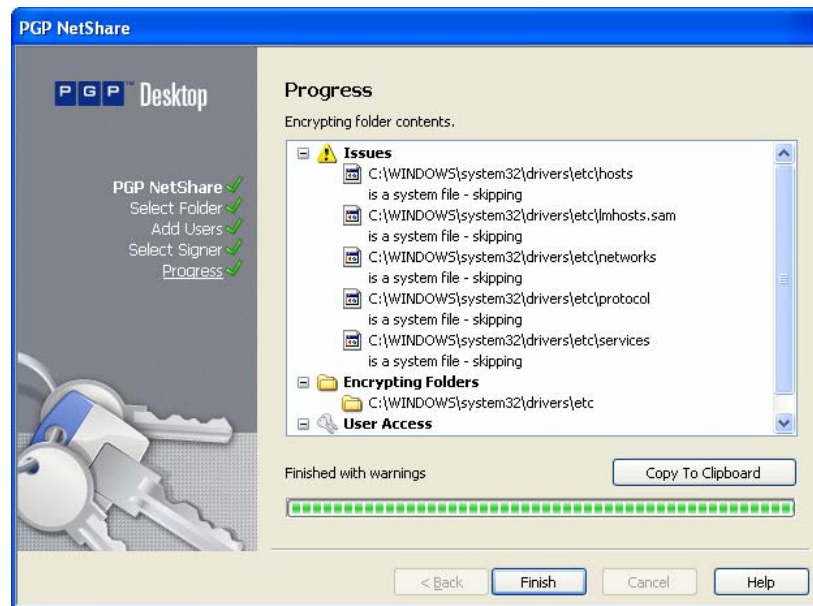 PGP NetShare
PGP™ Desktop
PGP NetShare
Select Folder
Add Users
Select Signer
Progress
Progress
Encrypting folder contents.
Issues
C:\WINDOWS\system32\drivers\etc\hosts
is a system file - skipping
C:\WINDOWS\system32\drivers\etc\lmhosts.sam
is a system file - skipping
C:\WINDOWS\system32\drivers\etc\networks
is a system file - skipping
C:\WINDOWS\system32\drivers\etc\protocol
is a system file - skipping
C:\WINDOWS\system32\drivers\etc\services
is a system file - skipping
Encrypting Folders
C:\WINDOWS\system32\drivers\etc
User Access
Finished with warnings
Copy To Clipboard
< Back
Finish
Cancel
Help